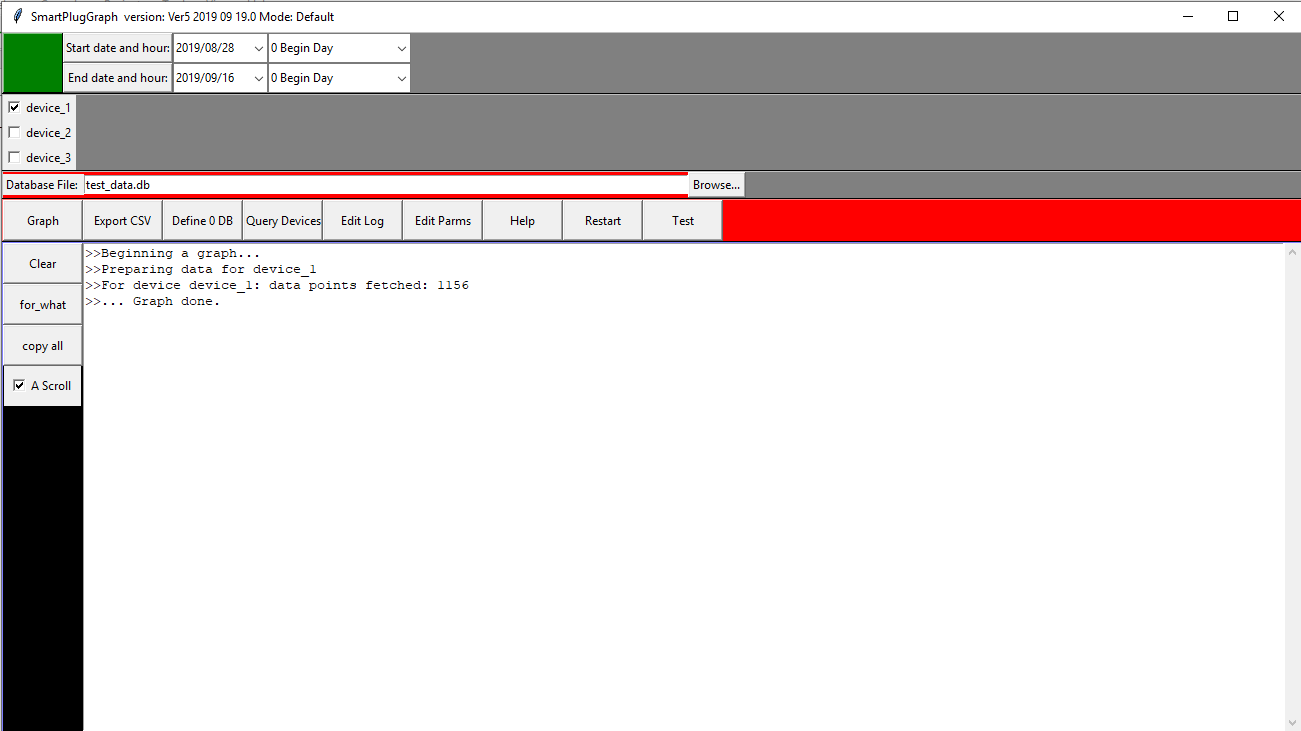 SmartPlugGraph version: Ver5 2019 09 19.0 Mode: Default
Start date and hour: 2019/08/28 0 Begin Day
End date and hour: 2019/09/16 0 Begin Day
device_1
device_2
device_3
Database File: test_data.db Browse...
Graph Export CSV Define 0 DB Query Devices Edit Log Edit Parms Help Restart Test
Clear
for_what
copy all
A Scroll
>>Beginning a graph...
>>Preparing data for device_1
>>For device device_1: data points fetched: 1156
>>... Graph done.